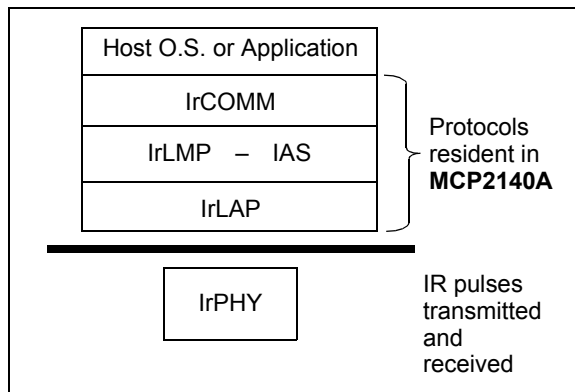 Host O.S. or Application
IrCOMM
IrLMP – IAS
IrLAP
Protocols
resident in
MCP2140A
IrPHY
IR pulses
transmitted
and
received